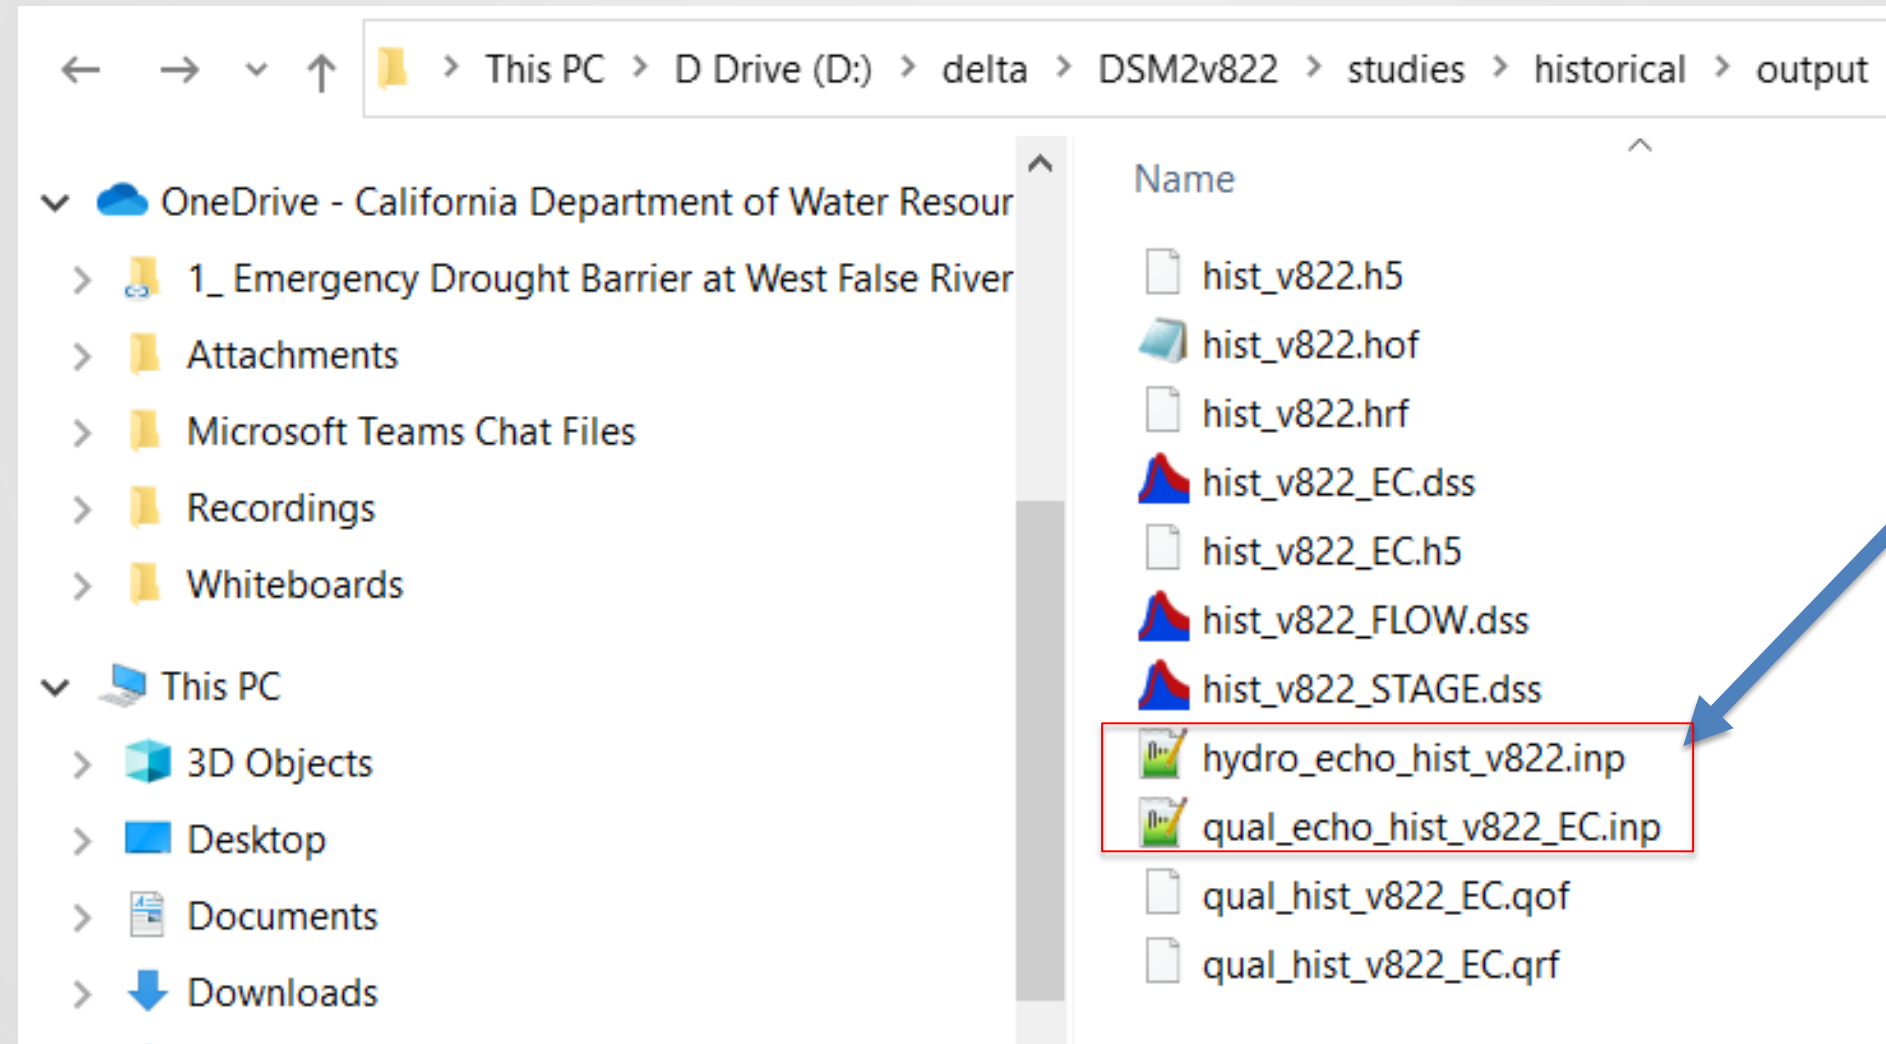 This PC > D Drive (D:) > delta > DSM2v822 > studies > historical > output
OneDrive - California Department of Water Resour
1_ Emergency Drought Barrier at West False River
Attachments
Microsoft Teams Chat Files
Recordings
Whiteboards
This PC
3D Objects
Desktop
Documents
Downloads
Name
hist_v822.h5
hist_v822.hof
hist_v822.hrf
hist_v822_EC.dss
hist_v822_EC.h5
hist_v822_FLOW.dss
hist_v822_STAGE.dss
hydro_echo_hist_v822.inp
qual_echo_hist_v822_EC.inp
qual_hist_v822_EC.qof
qual_hist_v822_EC.qrf